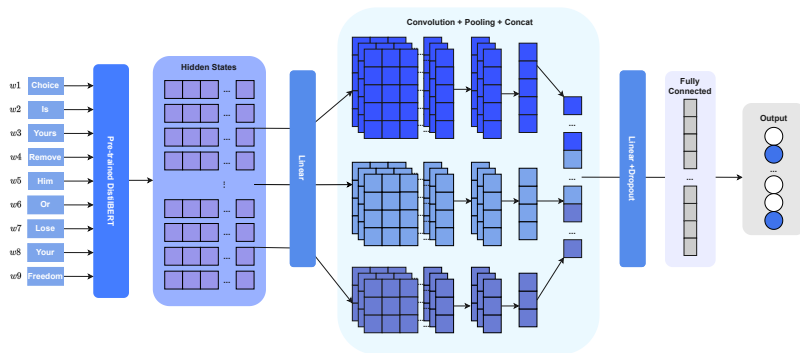 Convolution + Pooling + Concat
Hidden States
w1 Choice
w2 Is
w3 Yours
w4 Remove
w5 Him
w6 Or
w7 Lose
w8 Your
w9 Freedom
Pre-trained DistilBERT
...
...
...
...
...
...
...
...
...
Linear
...
...
...
...
...
...
...
...
...
Linear +Dropout
Fully
Connected
...
Output
...